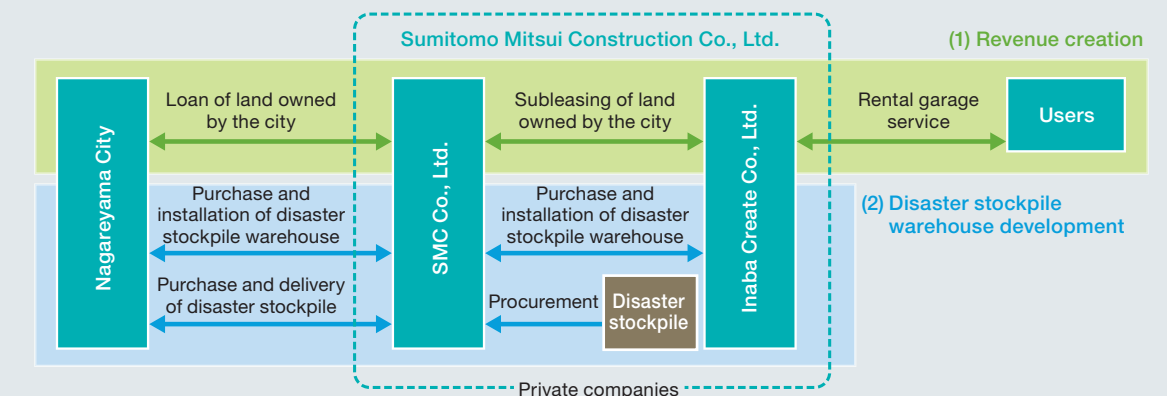 Sumitomo Mitsui Construction Co., Ltd.
(1) Revenue creation
Nagareyama City
Loan of land owned
by the city
SMC Co., Ltd.
Subleasing of land
owned by the city
Inaba Create Co., Ltd.
Rental garage
service
Users
Purchase and
installation of disaster
stockpile warehouse
Purchase and
installation of disaster
stockpile warehouse
(2) Disaster stockpile
warehouse development
Purchase and delivery
of disaster stockpile
Procurement
Disaster
stockpile
Private companies